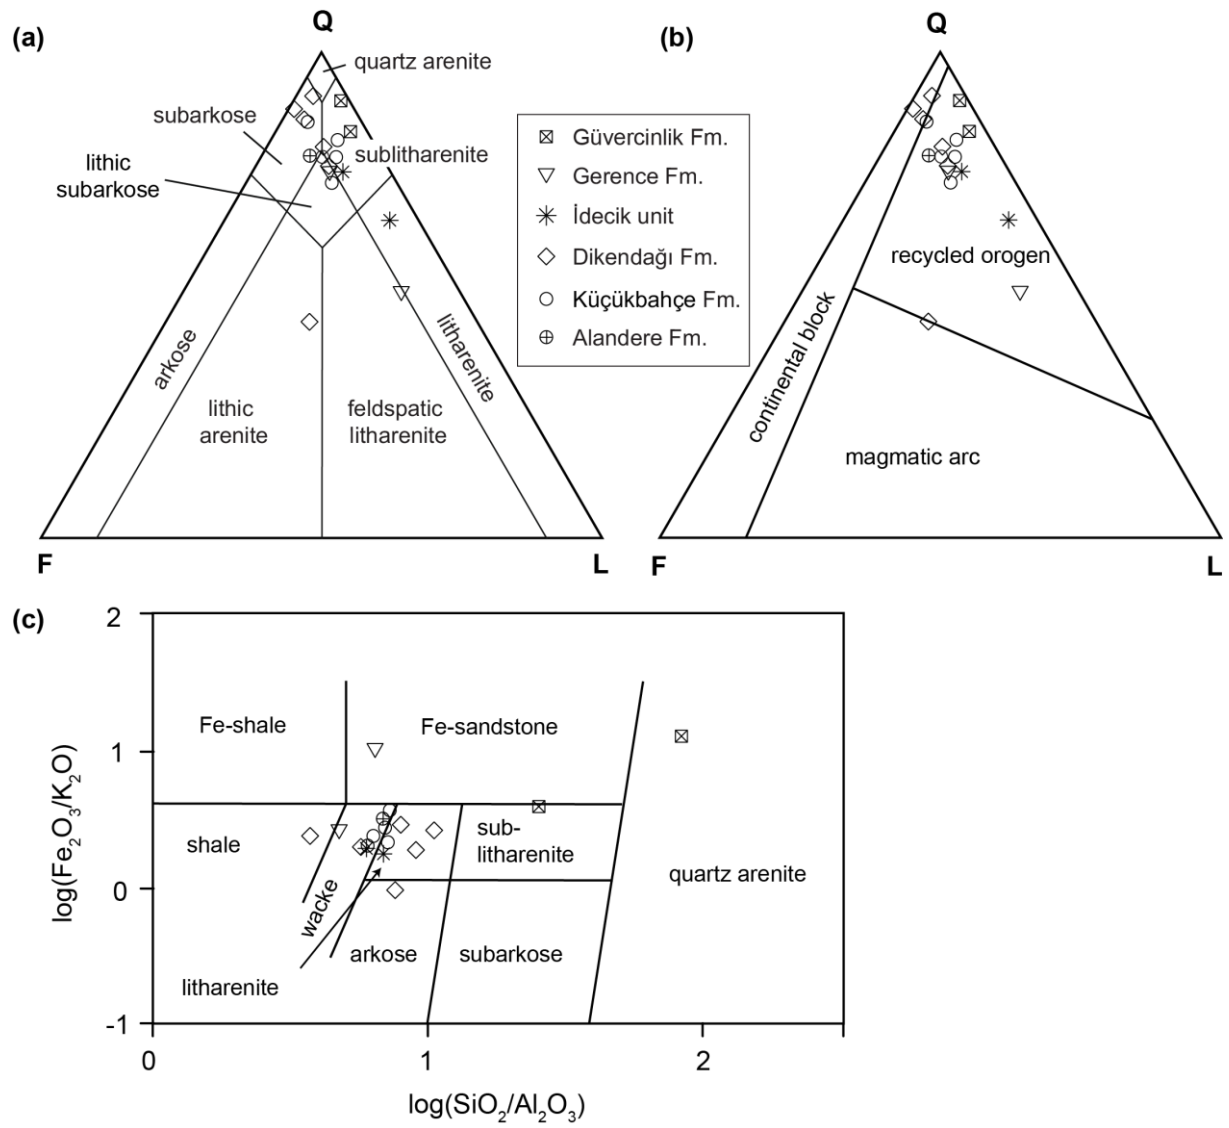 (a)
Q
quartz arenite
subarkose
lithic
subarkose
sublitharenite
arkose
lithic
arenite
feldspatic
litharenite
litharenite
F
L
Güvercinlik Fm.
Gerence Fm.
İdecik unit
Dikendağı Fm.
Küçükbahçe Fm.
Alandere Fm.
(b)
Q
recycled orogen
continental block
magmatic arc
F
L
(c)
2
1
0
-1
log(Fe₂O₃/K₂O)
Fe-shale
Fe-sandstone
shale
wacke
sub-
litharenite
quartz arenite
arkose
subarkose
litharenite
0
1
2
log(SiO₂/Al₂O₃)